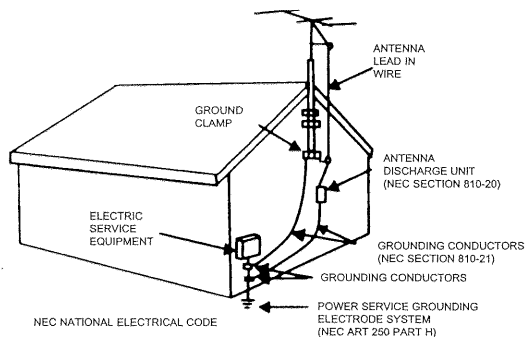 ANTENNA
LEAD IN
WIRE
GROUND
CLAMP
ANTENNA
DISCHARGE UNIT
(NEC SECTION 810-20)
ELECTRIC
SERVICE
EQUIPMENT
GROUNDING CONDUCTORS
(NEC SECTION 810-21)
GROUNDING CONDUCTORS
POWER SERVICE GROUNDING
ELECTRODE SYSTEM
(NEC ART 250 PART H)
NEC NATIONAL ELECTRICAL CODE